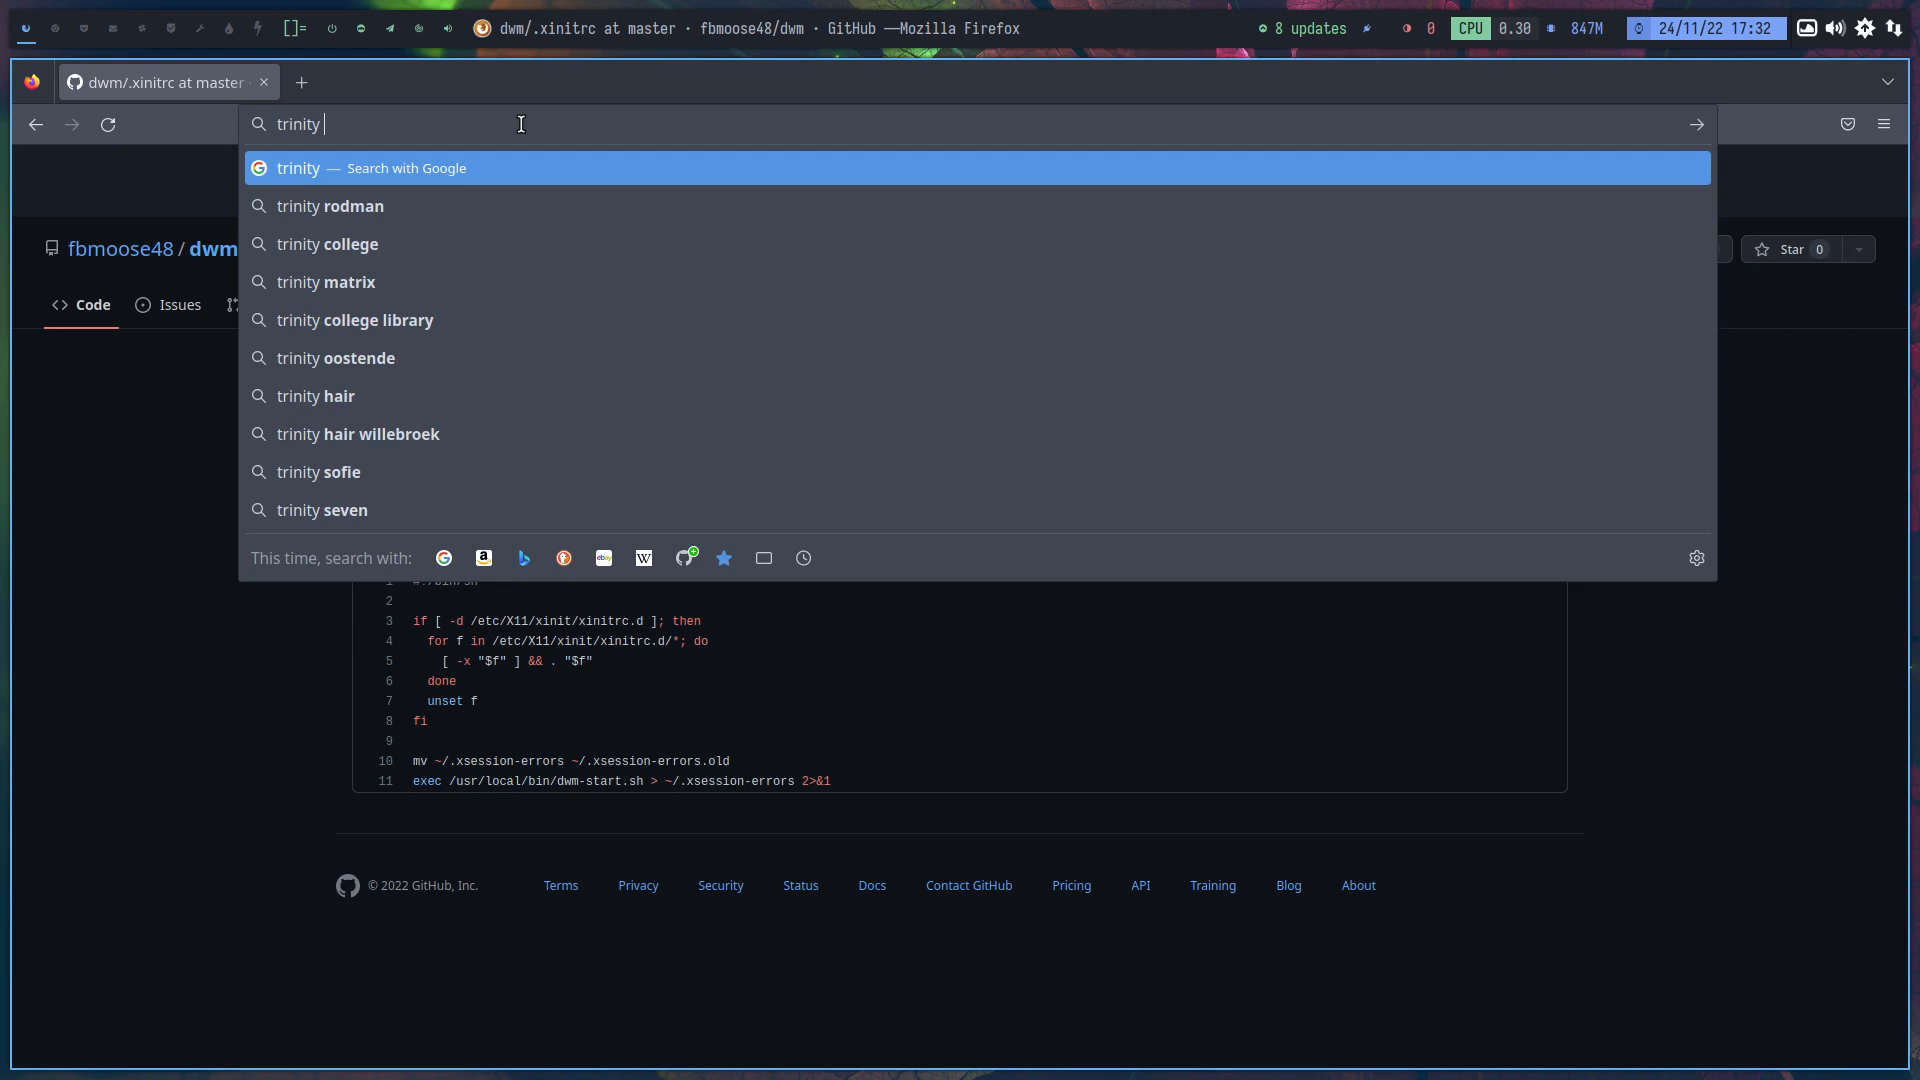 []= dwm/.xinitrc at master · fbmoose48/dwm · GitHub —Mozilla Firefox 8 updates 0 CPU 0.30 847M 24/11/22 17:32
dwm/.xinitrc at master
trinity
trinity — Search with Google
trinity rodman
trinity college
trinity matrix
trinity college library
trinity oostende
trinity hair
trinity hair willebroek
trinity sofie
trinity seven
This time, search with:
fbmoose48 / dwm
Star 0
Code Issues
2
3 if [ -d /etc/X11/xinit/xinitrc.d ]; then
4 for f in /etc/X11/xinit/xinitrc.d/*; do
5 [ -x "$f" ] && . "$f"
6 done
7 unset f
8 fi
9
10 mv ~/.xsession-errors ~/.xsession-errors.old
11 exec /usr/local/bin/dwm-start.sh > ~/.xsession-errors 2>&1
© 2022 GitHub, Inc. Terms Privacy Security Status Docs Contact GitHub Pricing API Training Blog About